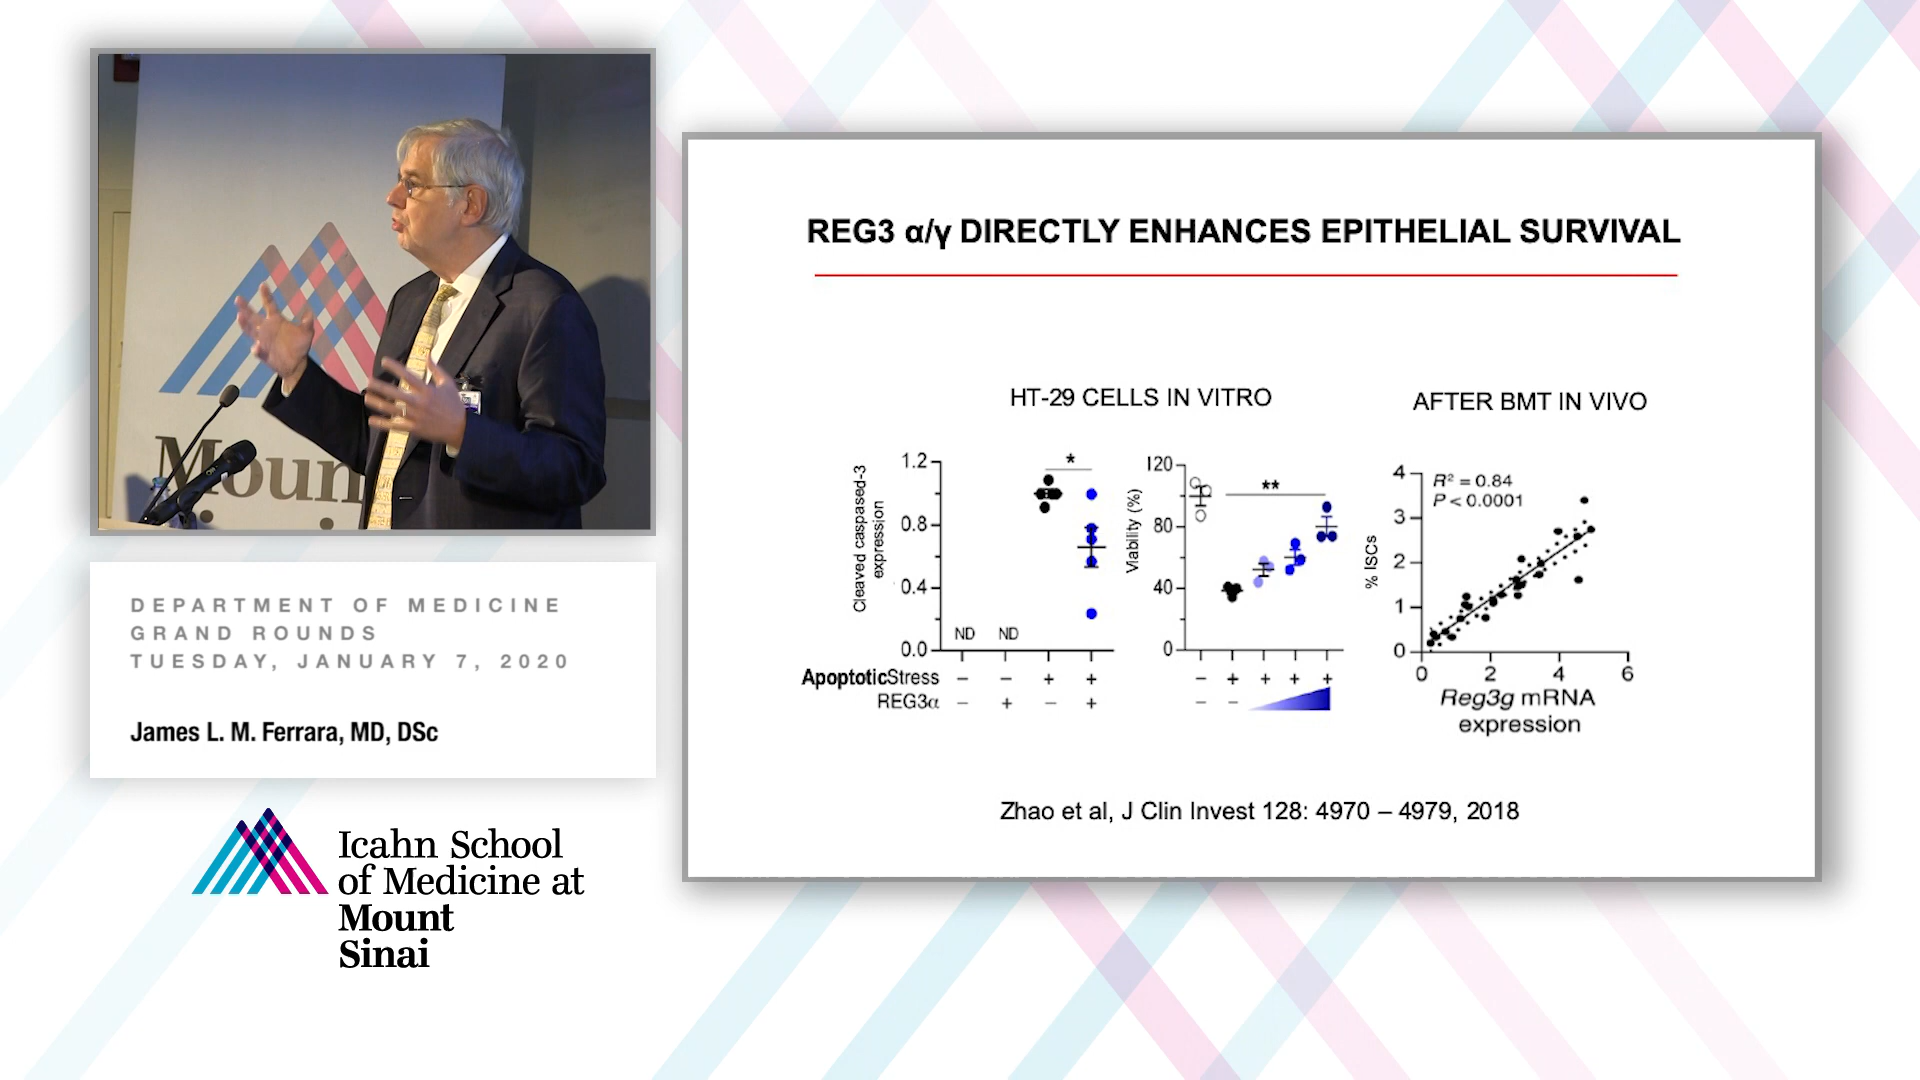 Moun
DEPARTMENT OF MEDICINE
GRAND ROUNDS
TUESDAY, JANUARY 7, 2020
James L. M. Ferrara, MD, DSc
Icahn School
of Medicine at
Mount
Sinai
REG3 α/γ DIRECTLY ENHANCES EPITHELIAL SURVIVAL
HT-29 CELLS IN VITRO
AFTER BMT IN VIVO
Cleaved caspased-3
expression
1.2
0.8
0.4
0.0
*
ND
ND
ApoptoticStress
− − + +
REG3α
− + − +
Viability (%)
120
80
40
0
**
− + + + +
− −
% ISCs
4
3
2
1
0
R² = 0.84
P < 0.0001
0 2 4 6
Reg3g mRNA
expression
Zhao et al, J Clin Invest 128: 4970 – 4979, 2018